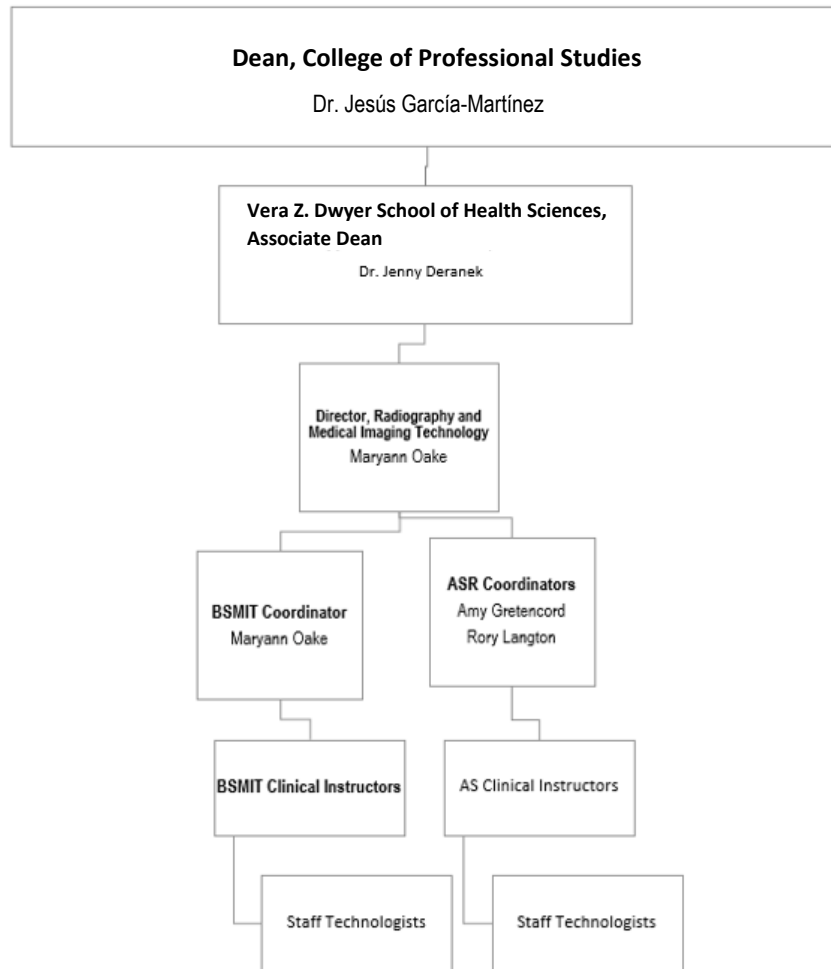 Dean, College of Professional Studies
Dr. Jesús García-Martínez
Vera Z. Dwyer School of Health Sciences,
Associate Dean
Dr. Jenny Deranek
Director, Radiography and
Medical Imaging Technology
Maryann Oake
BSMIT Coordinator
Maryann Oake
ASR Coordinators
Amy Gretencord
Rory Langton
BSMIT Clinical Instructors
AS Clinical Instructors
Staff Technologists
Staff Technologists